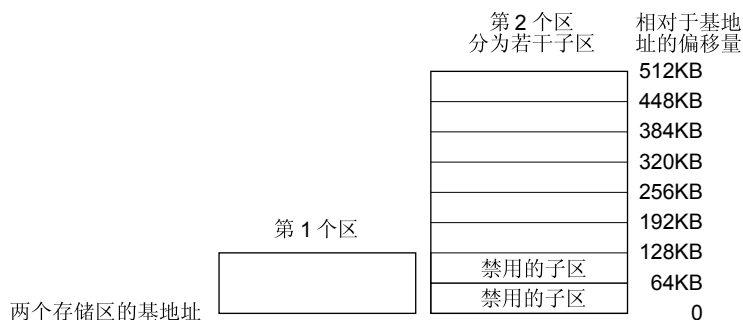 第 2 个区
分为若干子区
相对于基地
址的偏移量
512KB
448KB
384KB
320KB
256KB
192KB
第 1 个区
128KB
禁用的子区
64KB
禁用的子区
两个存储区的基地址
0